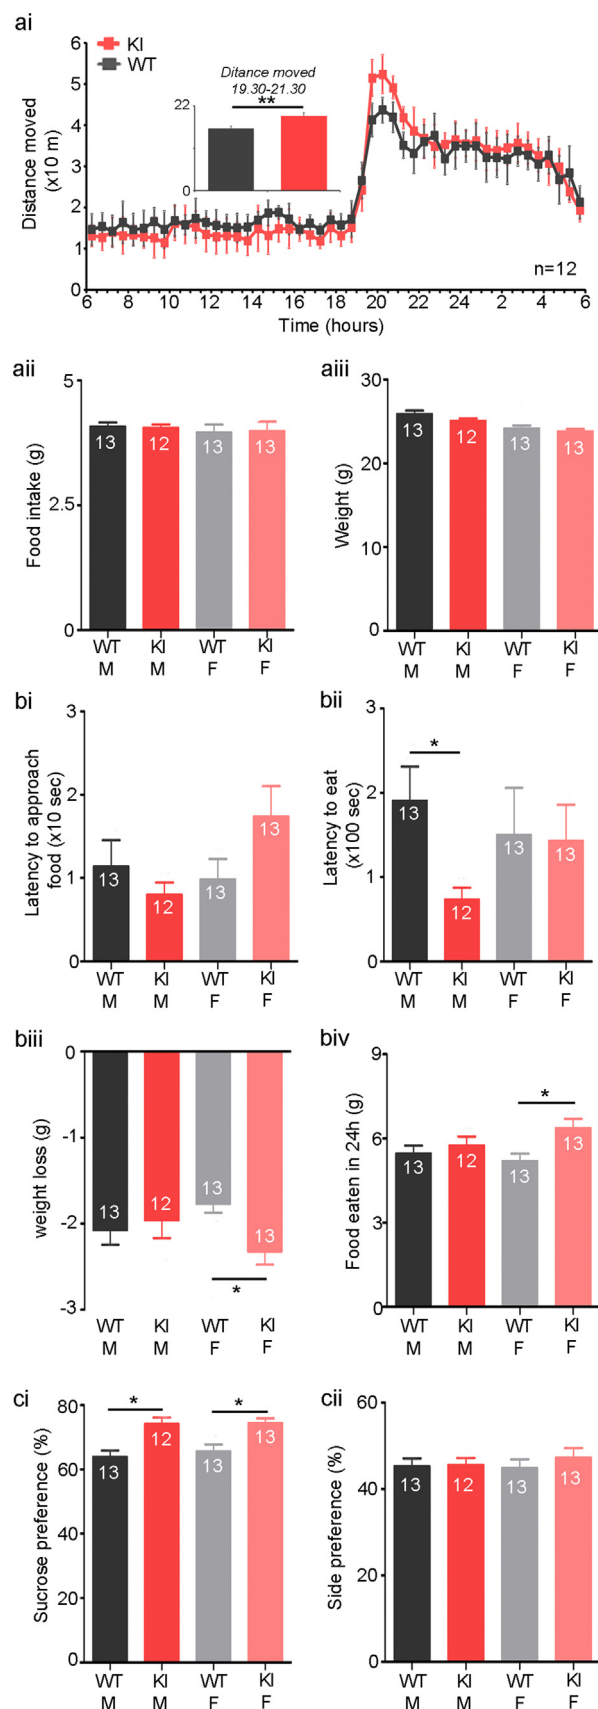 ai
KI
WT
Ditance moved
19.30-21.30
22
**
0
6
5
4
3
2
1
0
Distance moved
(x10 m)
n=12
6 8 10 12 14 16 18 20 22 24 2 4 6
Time (hours)
aii
5
2.5
0
Food intake (g)
13 12 13 13
WT KI WT KI
M M F F
aiii
30
20
10
0
Weight (g)
13 12 13 13
WT KI WT KI
M M F F
bi
3
2
1
0
Latency to approach
food (x10 sec)
13 12 13 13
WT KI WT KI
M M F F
bii
3
2
1
0
Latency to eat
(x100 sec)
*
13 12 13 13
WT KI WT KI
M M F F
biii
0
-1
-2
-3
weight loss (g)
13 12 13 13
*
WT KI WT KI
M M F F
biv
9
6
3
0
Food eaten in 24h (g)
*
13 12 13 13
WT KI WT KI
M M F F
ci
80
60
40
20
0
Sucrose preference (%)
* *
13 12 13 13
WT KI WT KI
M M F F
cii
60
40
20
0
Side preference (%)
13 12 13 13
WT KI WT KI
M M F F